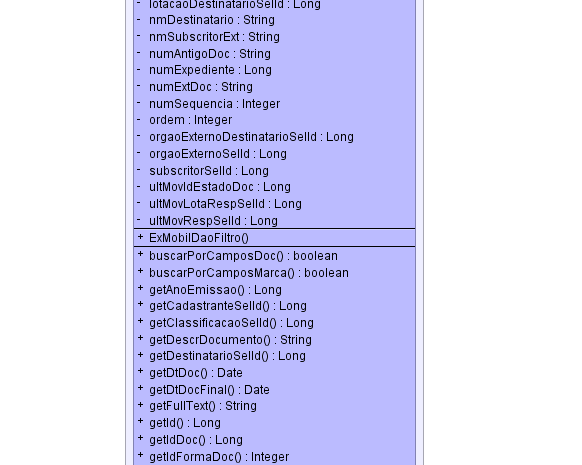 - lotacaoDestinatarioSelId : Long
- nmDestinatario : String
- nmSubscritorExt : String
- numAntigoDoc : String
- numExpediente : Long
- numExtDoc : String
- numSequencia : Integer
- ordem : Integer
- orgaoExternoDestinatarioSelId : Long
- orgaoExternoSelId : Long
- subscritorSelId : Long
- ultMovIdEstadoDoc : Long
- ultMovLotaRespSelId : Long
- ultMovRespSelId : Long
+ ExMobilDaoFiltro()
+ buscarPorCamposDoc() : boolean
+ buscarPorCamposMarca() : boolean
+ getAnoEmissao() : Long
+ getCadastranteSelId() : Long
+ getClassificacaoSelId() : Long
+ getDescrDocumento() : String
+ getDestinatarioSelId() : Long
+ getDtDoc() : Date
+ getDtDocFinal() : Date
+ getFullText() : String
+ getId() : Long
+ getIdDoc() : Long
+ getIdFormaDoc() : Integer